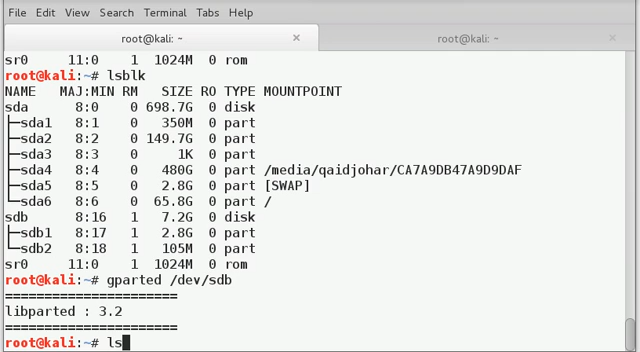 File Edit View Search Terminal Tabs Help
root@kali: ~ × root@kali: ~ ×
sr0 11:0 1 1024M 0 rom
root@kali:~# lsblk
NAME MAJ:MIN RM SIZE RO TYPE MOUNTPOINT
sda 8:0 0 698.7G 0 disk
├─sda1 8:1 0 350M 0 part
├─sda2 8:2 0 149.7G 0 part
├─sda3 8:3 0 1K 0 part
├─sda4 8:4 0 480G 0 part /media/qaidjohar/CA7A9DB47A9D9DAF
├─sda5 8:5 0 2.8G 0 part [SWAP]
└─sda6 8:6 0 65.8G 0 part /
sdb 8:16 1 7.2G 0 disk
├─sdb1 8:17 1 2.8G 0 part
└─sdb2 8:18 1 105M 0 part
sr0 11:0 1 1024M 0 rom
root@kali:~# gparted /dev/sdb
======================
libparted : 3.2
======================
root@kali:~# ls